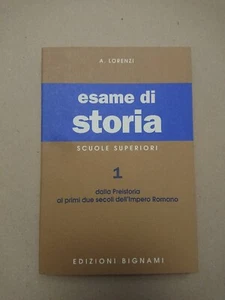 A. LORENZI
esame di
storia
SCUOLE SUPERIORI
1
dalla Preistoria
ai primi due secoli dell'Impero Romano
EDIZIONI BIGNAMI